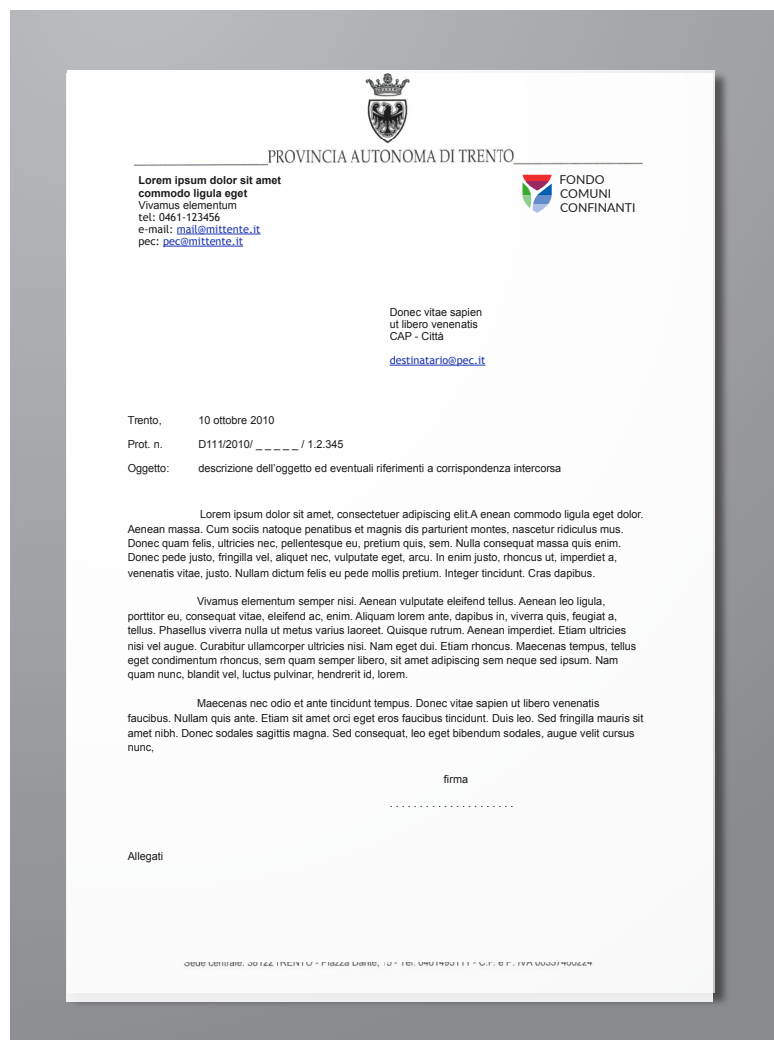 PROVINCIA AUTONOMA DI TRENTO
Lorem ipsum dolor sit amet
commodo ligula eget
Vivamus elementum
tel: 0461-123456
e-mail: mail@mittente.it
pec: pec@mittente.it
FONDO
COMUNI
CONFINANTI
Donec vitae sapien
ut libero venenatis
CAP - Città
destinatario@pec.it
Trento, 10 ottobre 2010
Prot. n. D111/2010/ _ _ _ _ _ / 1.2.345
Oggetto: descrizione dell'oggetto ed eventuali riferimenti a corrispondenza intercorsa
Lorem ipsum dolor sit amet, consectetuer adipiscing elit.A enean commodo ligula eget dolor.
Aenean massa. Cum sociis natoque penatibus et magnis dis parturient montes, nascetur ridiculus mus.
Donec quam felis, ultricies nec, pellentesque eu, pretium quis, sem. Nulla consequat massa quis enim.
Donec pede justo, fringilla vel, aliquet nec, vulputate eget, arcu. In enim justo, rhoncus ut, imperdiet a,
venenatis vitae, justo. Nullam dictum felis eu pede mollis pretium. Integer tincidunt. Cras dapibus.
Vivamus elementum semper nisi. Aenean vulputate eleifend tellus. Aenean leo ligula,
porttitor eu, consequat vitae, eleifend ac, enim. Aliquam lorem ante, dapibus in, viverra quis, feugiat a,
tellus. Phasellus viverra nulla ut metus varius laoreet. Quisque rutrum. Aenean imperdiet. Etiam ultricies
nisi vel augue. Curabitur ullamcorper ultricies nisi. Nam eget dui. Etiam rhoncus. Maecenas tempus, tellus
eget condimentum rhoncus, sem quam semper libero, sit amet adipiscing sem neque sed ipsum. Nam
quam nunc, blandit vel, luctus pulvinar, hendrerit id, lorem.
Maecenas nec odio et ante tincidunt tempus. Donec vitae sapien ut libero venenatis
faucibus. Nullam quis ante. Etiam sit amet orci eget eros faucibus tincidunt. Duis leo. Sed fringilla mauris sit
amet nibh. Donec sodales sagittis magna. Sed consequat, leo eget bibendum sodales, augue velit cursus
nunc,
firma
. . . . . . . . . . . . . . . . . . . . .
Allegati
Sede centrale: 38122 TRENTO - Piazza Dante, 15 - Tel. 0461495111 - C.F. e P. IVA 00337460224